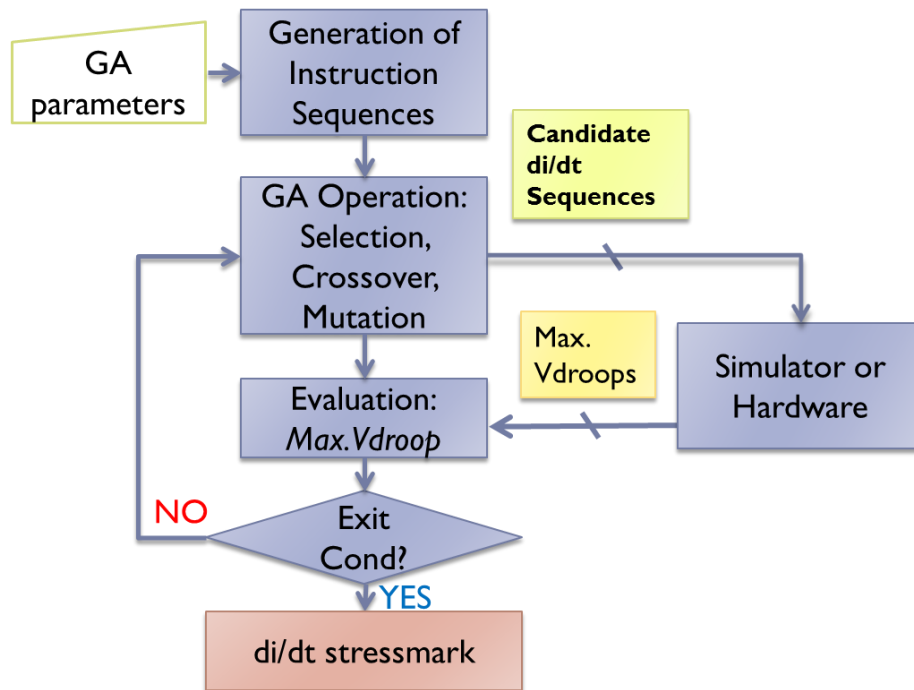 GA
parameters
Generation of
Instruction
Sequences
Candidate
di/dt
Sequences
GA Operation:
Selection,
Crossover,
Mutation
Max.
Vdroops
Simulator or
Hardware
Evaluation:
Max.Vdroop
NO
Exit
Cond?
YES
di/dt stressmark